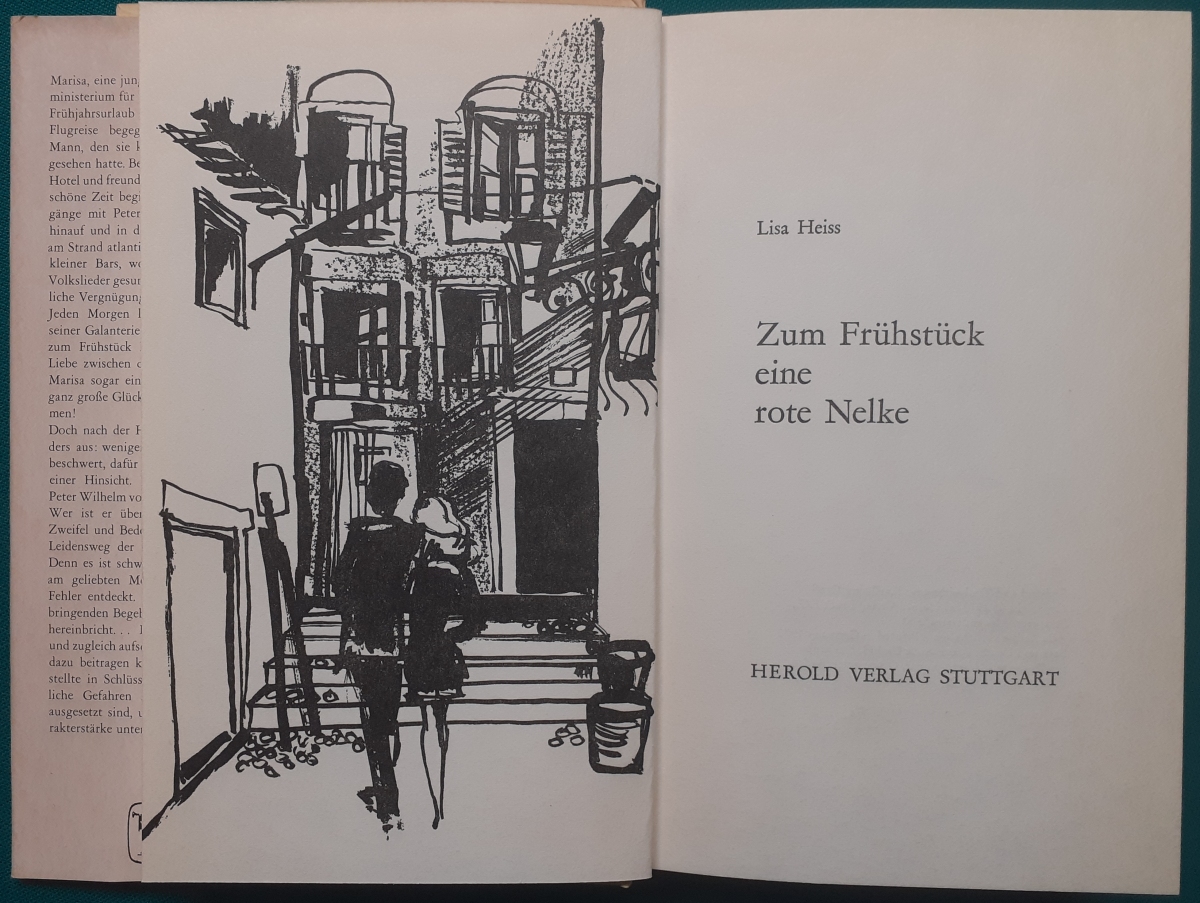 Marisa, eine jun
ministerium für
Frühjahrsurlaub
Flugreise begeg
Mann, den sie
gesehen hatte. Be
Hotel und freund
schöne Zeit begi
gänge mit Peter
hinauf und in d
am Strand atlanti
kleiner Bars, wo
Volkslieder gesun
liche Vergnügun
Jeden Morgen
seiner Galanterie
zum Frühstück
Liebe zwischen
Marisa sogar ein
ganz große Glück
men!
Doch nach der H
ders aus: wenige
beschwert, dafür
einer Hinsicht.
Peter Wilhelm vo
Wer ist er über
Zweifel und Bede
Leidensweg der
Denn es ist schw
am geliebten Me
Fehler entdeckt.
bringenden Begeb
hereinbricht...
und zugleich aufs
dazu beitragen k
stellte in Schlüss
liche Gefahren
ausgesetzt sind, u
rakterstärke unter
Lisa Heiss
Zum Frühstück
eine
rote Nelke
HEROLD VERLAG STUTTGART